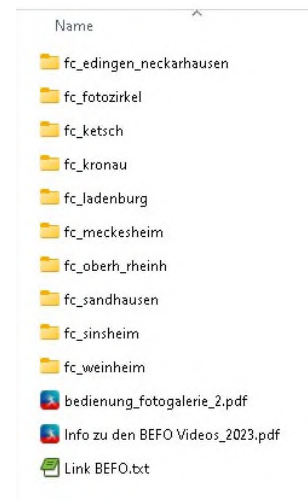 Name
fc_edingen_neckarhausen
fc_fotozirkel
fc_ketsch
fc_kronau
fc_ladenburg
fc_meckesheim
fc_oberh_rheinh
fc_sandhausen
fc_sinsheim
fc_weinheim
bedienung_fotogalerie_2.pdf
Info zu den BEFO Videos_2023.pdf
Link BEFO.txt